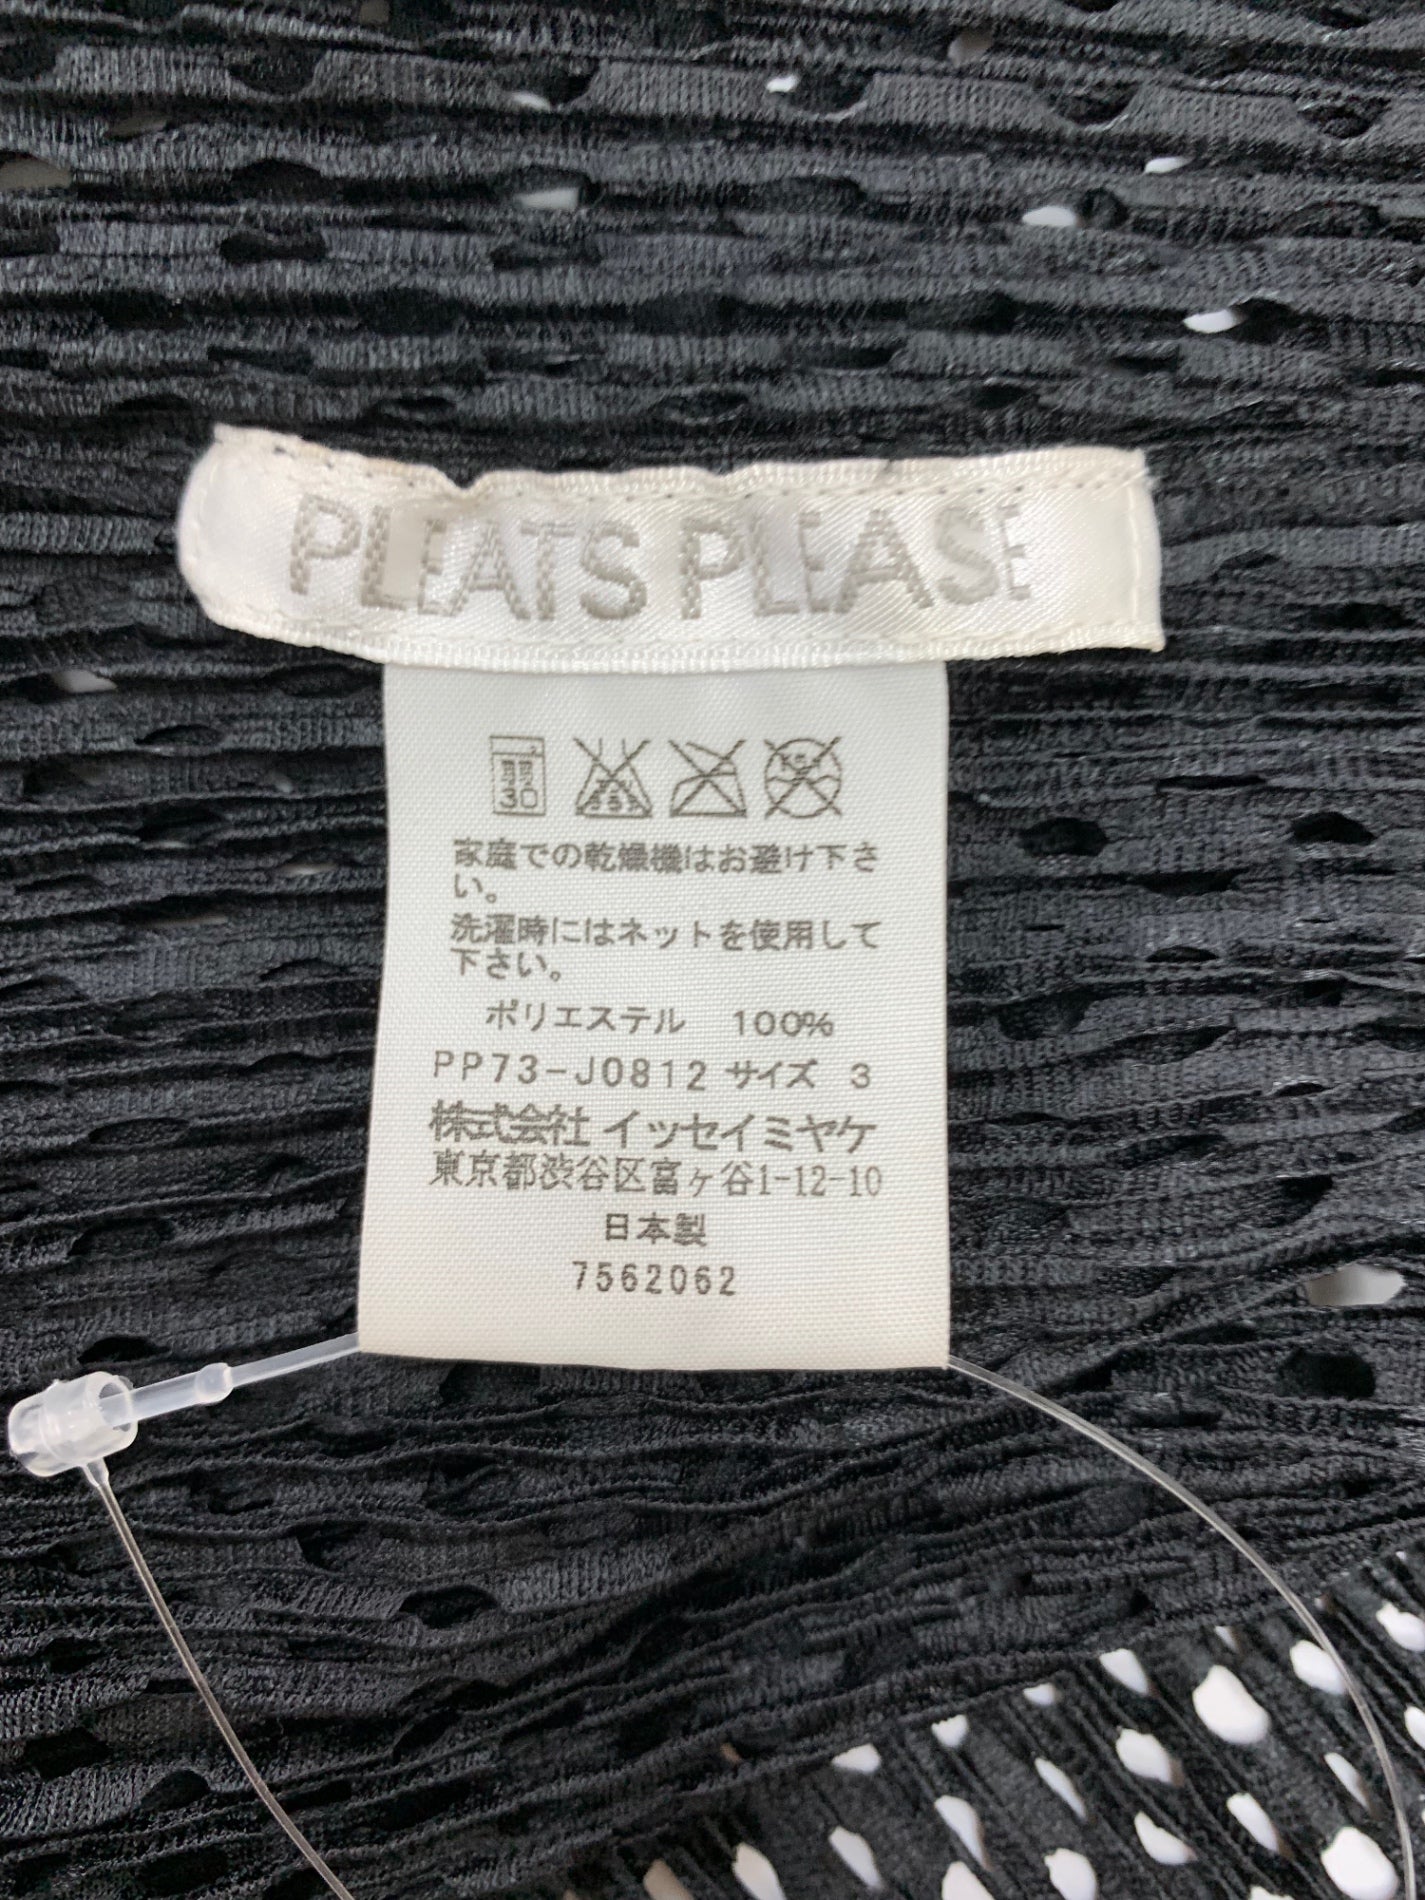 PLEATS PLEASE
弱
30
家庭での乾燥機はお避け下さ
い。
洗濯時にはネットを使用して
下さい。
ポリエステル 100%
PP73-J0812 サイズ 3
株式会社 イッセイミヤケ
東京都渋谷区富ヶ谷1-12-10
日本製
7562062